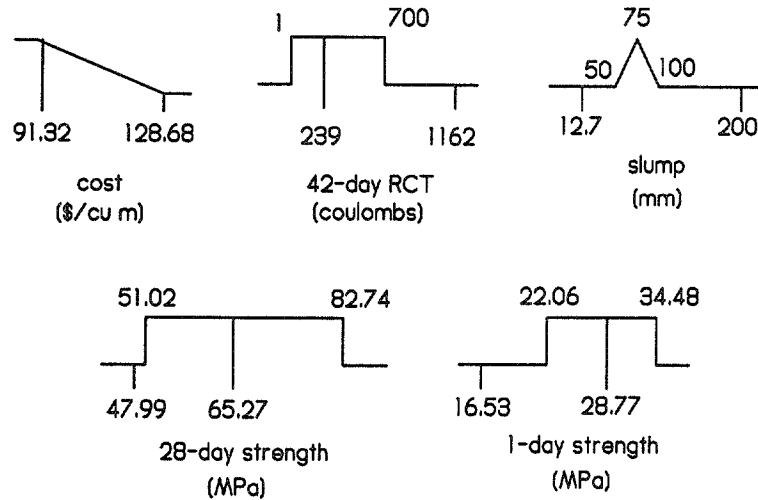 91.32
128.68
cost
($/cu m)
1
700
239
1162
42-day RCT
(coulombs)
75
50
100
12.7
200
slump
(mm)
51.02
82.74
47.99
65.27
28-day strength
(MPa)
22.06
34.48
16.53
28.77
1-day strength
(MPa)